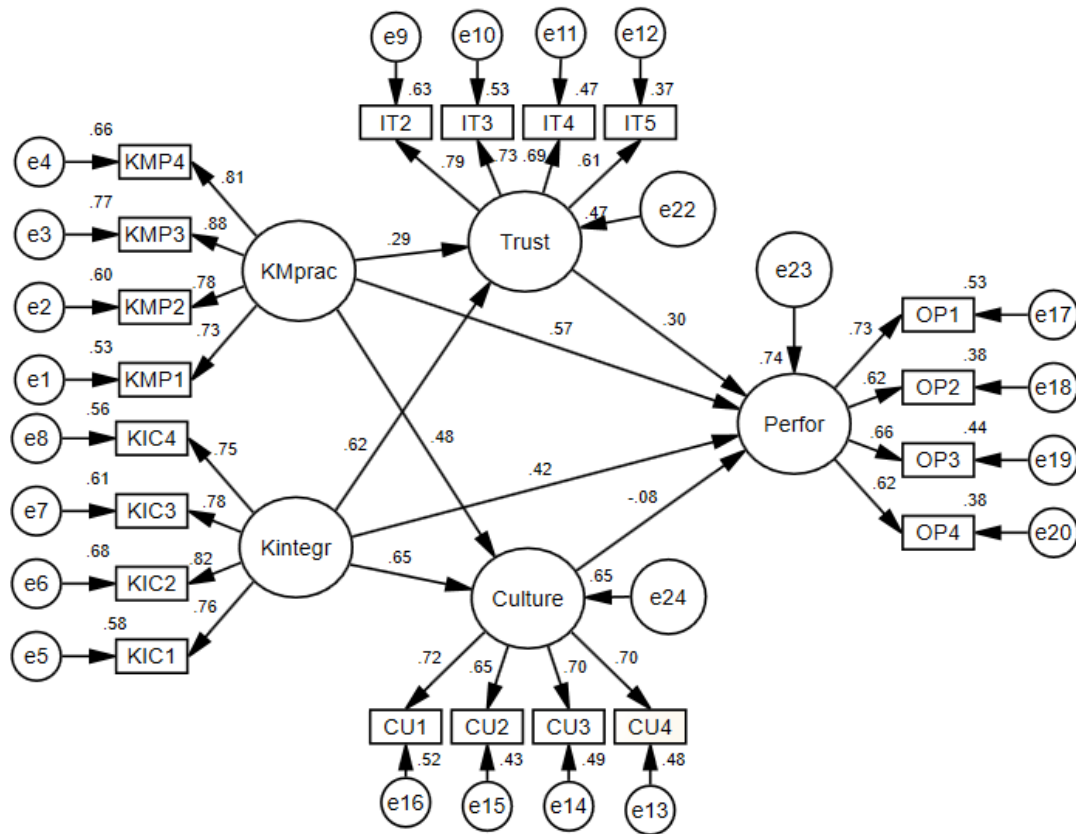 e9
e10
e11
e12
.63
.53
.47
.37
IT2
IT3
IT4
IT5
.79
.73
.69
.61
.66
e4
KMP4
.81
.77
e3
KMP3
.88
.60
e2
KMP2
.78
.53
e1
KMP1
.73
KMprac
.29
Trust
.47
e22
e23
.57
.30
.74
Perfor
.53
OP1
e17
.73
.38
OP2
e18
.62
.44
OP3
e19
.66
.38
OP4
e20
.62
.56
e8
KIC4
.75
.61
e7
KIC3
.78
.68
e6
KIC2
.82
.58
e5
KIC1
.76
Kintegr
.62
.48
.42
-.08
.65
Culture
.65
e24
.72
.65
.70
.70
CU1
CU2
CU3
CU4
.52
.43
.49
.48
e16
e15
e14
e13